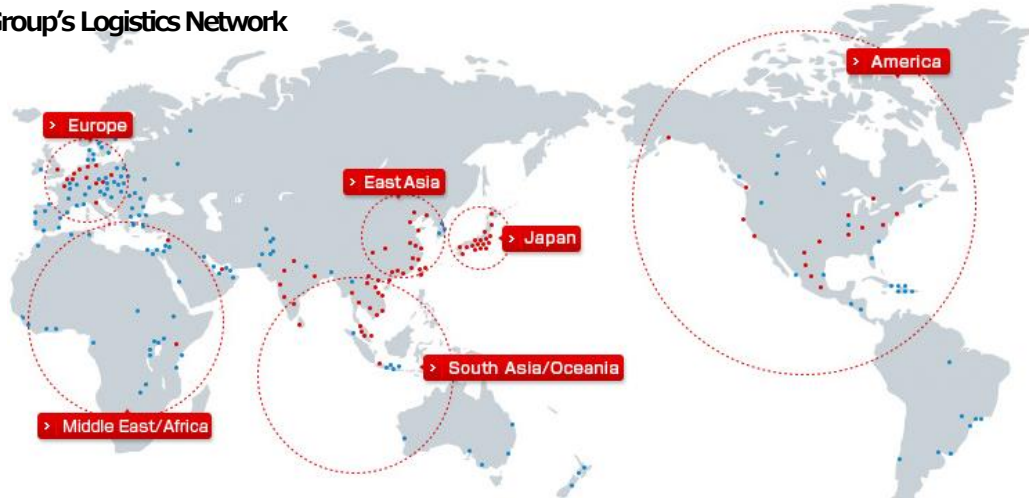 Group's Logistics Network
> America
> Europe
> East Asia
> Japan
> South Asia/Oceania
> Middle East/Africa